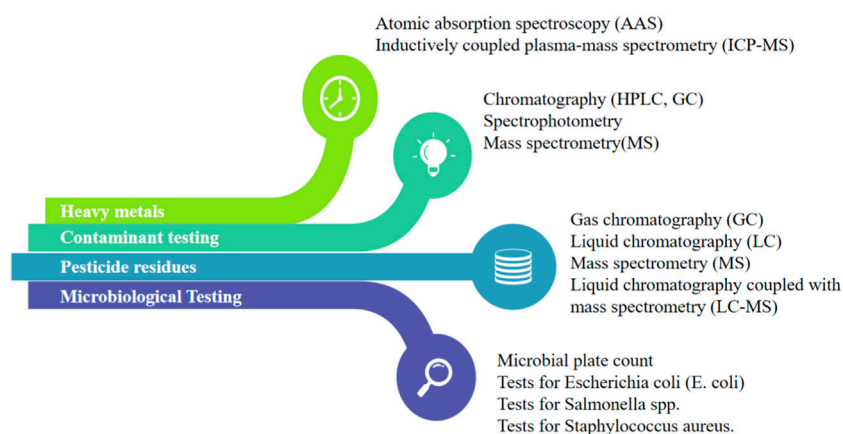 Atomic absorption spectroscopy (AAS)
Inductively coupled plasma-mass spectrometry (ICP-MS)
Chromatography (HPLC, GC)
Spectrophotometry
Mass spectrometry(MS)
Heavy metals
Contaminant testing
Pesticide residues
Microbiological Testing
Gas chromatography (GC)
Liquid chromatography (LC)
Mass spectrometry (MS)
Liquid chromatography coupled with
mass spectrometry (LC-MS)
Microbial plate count
Tests for Escherichia coli (E. coli)
Tests for Salmonella spp.
Tests for Staphylococcus aureus.